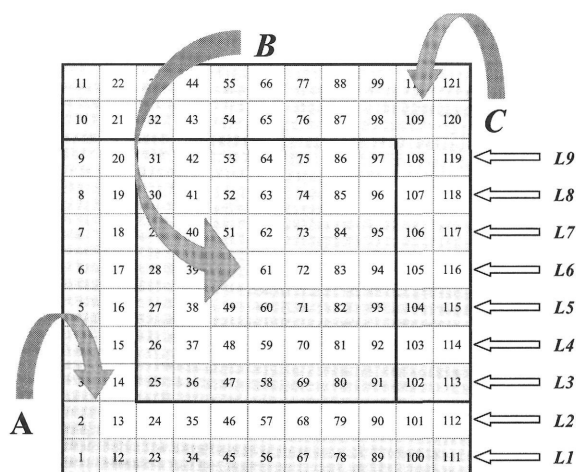 B
11 22 44 55 66 77 88 99 121
10 21 32 43 54 65 76 87 98 109 120 C
9 20 31 42 53 64 75 86 97 108 119 L9
8 19 30 41 52 63 74 85 96 107 118 L8
7 18 40 51 62 73 84 95 106 117 L7
6 17 28 39 61 72 83 94 105 116 L6
5 16 27 38 49 60 71 82 93 104 115 L5
15 26 37 48 59 70 81 92 103 114 L4
3 14 25 36 47 58 69 80 91 102 113 L3
A 2 13 24 35 46 57 68 79 90 101 112 L2
1 12 23 34 45 56 67 78 89 100 111 L1